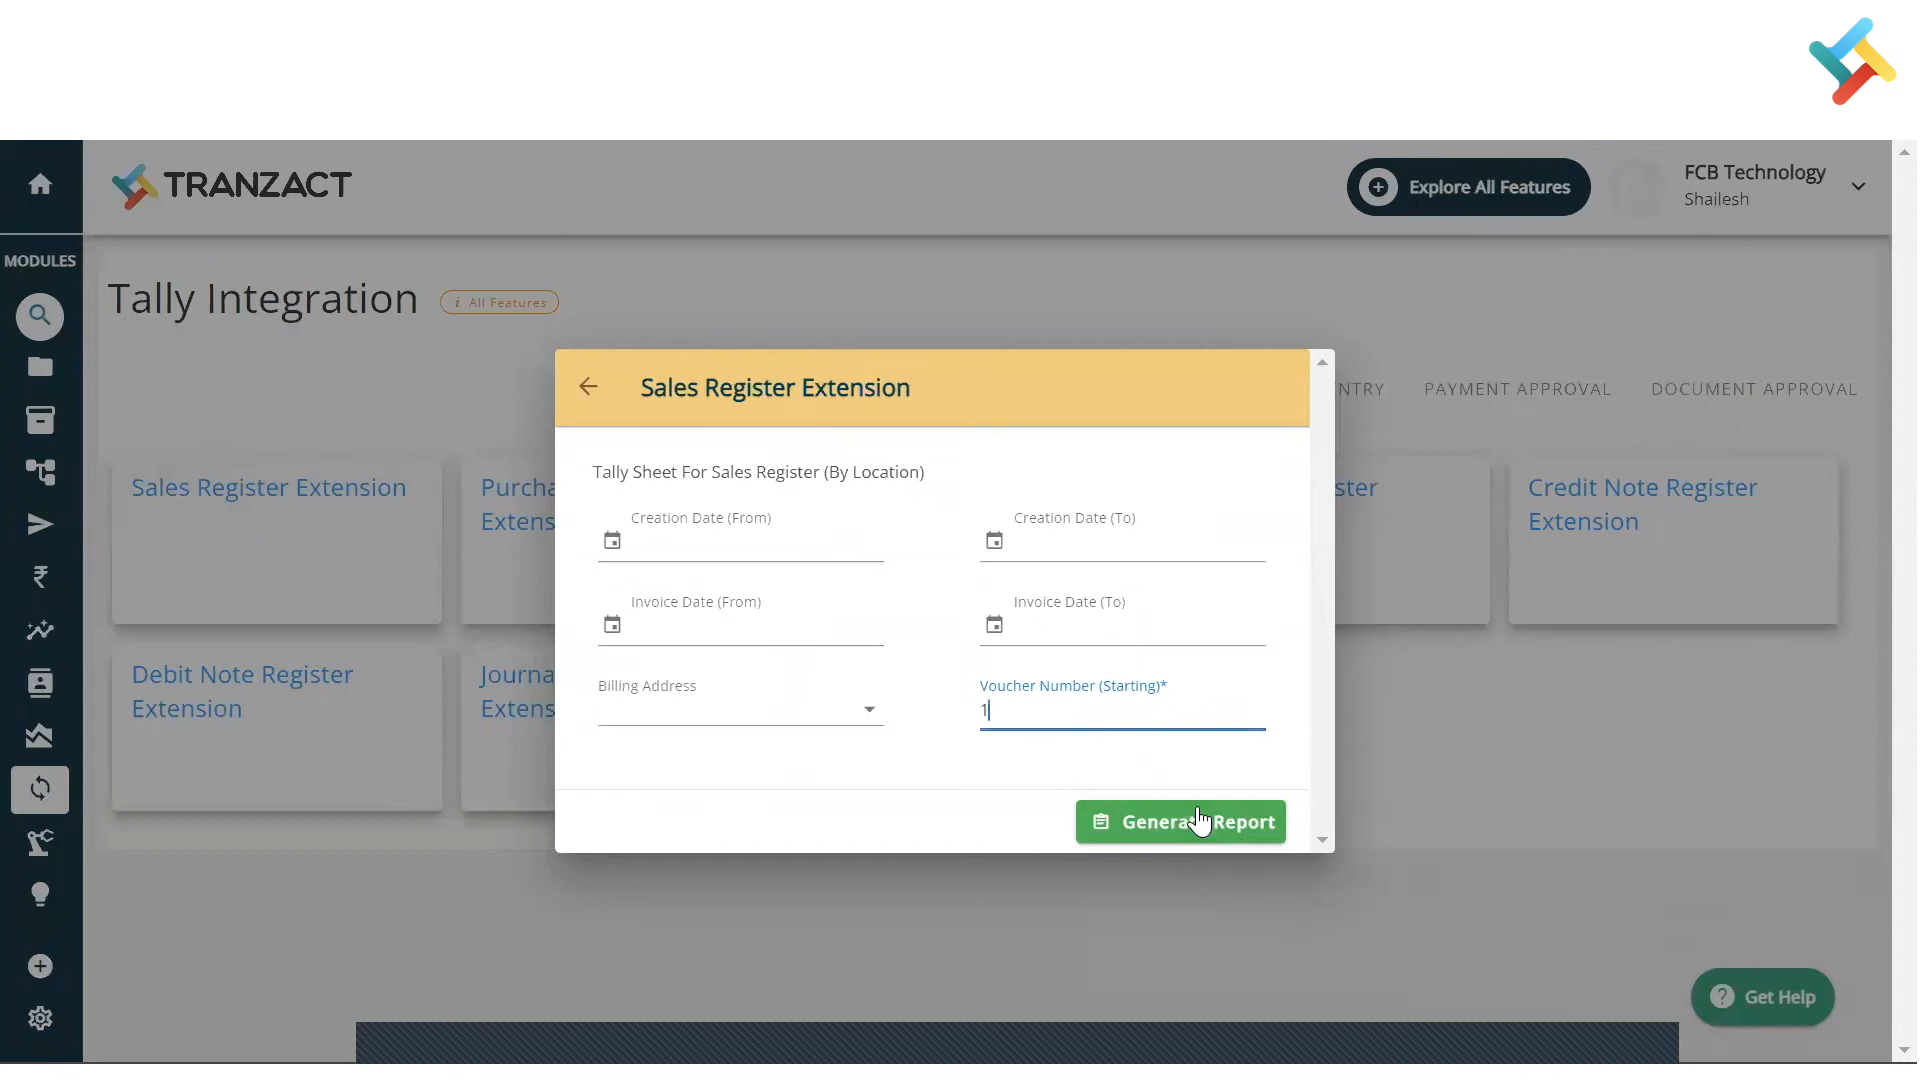 TRANZACT
Explore All Features
FCB Technology
Shailesh
MODULES
Tally Integration
i All Features
Sales Register Extension
NTRY
PAYMENT APPROVAL
DOCUMENT APPROVAL
Tally Sheet For Sales Register (By Location)
Sales Register Extension
Purcha
Extens
ster
Credit Note Register
Extension
Creation Date (From)
Creation Date (To)
Invoice Date (From)
Invoice Date (To)
Debit Note Register
Extension
Journa
Extens
Billing Address
Voucher Number (Starting)*
1
Generate Report
? Get Help